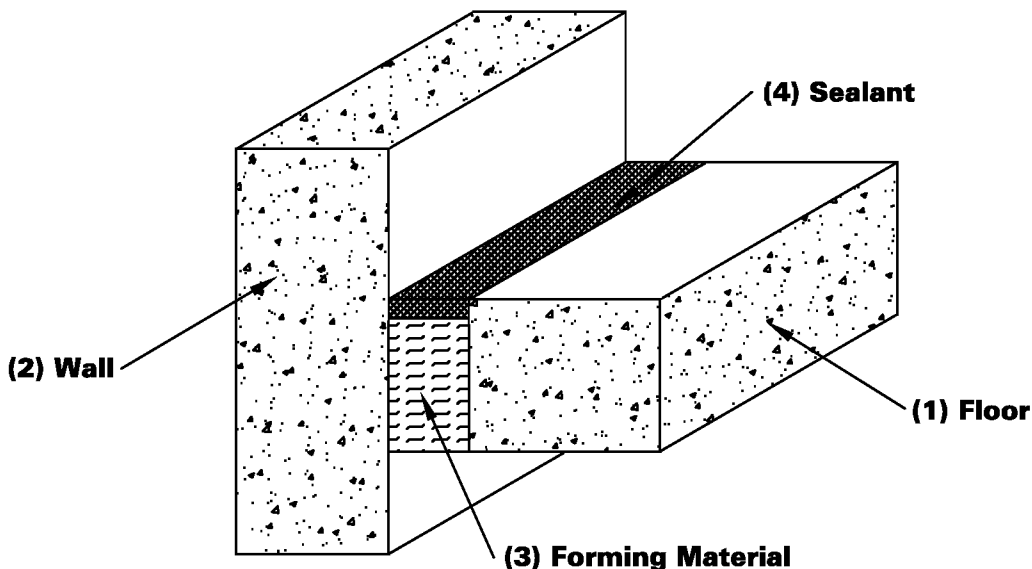 (4) Sealant
(2) Wall
(1) Floor
(3) Forming Material